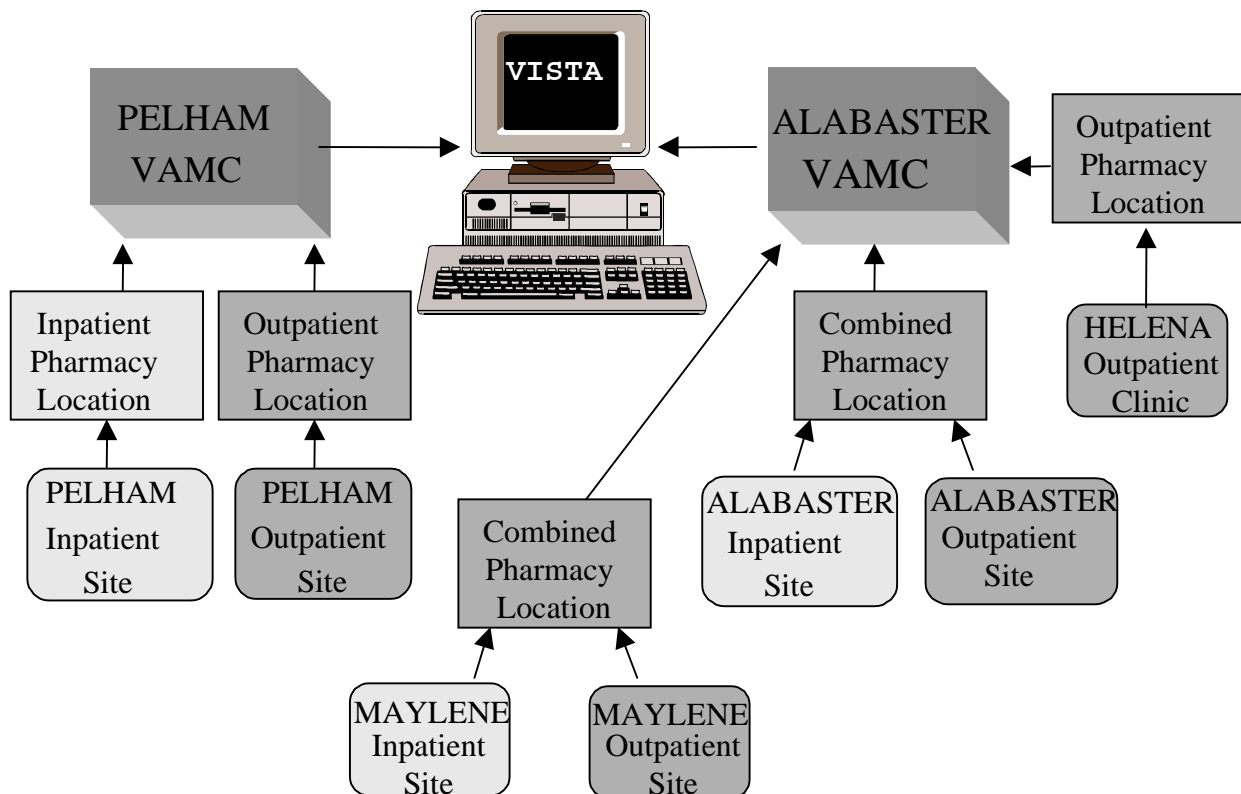 VISTA
PELHAM
VAMC
ALABASTER
VAMC
Outpatient
Pharmacy
Location
Inpatient
Pharmacy
Location
Outpatient
Pharmacy
Location
Combined
Pharmacy
Location
HELENA
Outpatient
Clinic
PELHAM
Inpatient
Site
PELHAM
Outpatient
Site
Combined
Pharmacy
Location
ALABASTER
Inpatient
Site
ALABASTER
Outpatient
Site
MAYLENE
Inpatient
Site
MAYLENE
Outpatient
Site